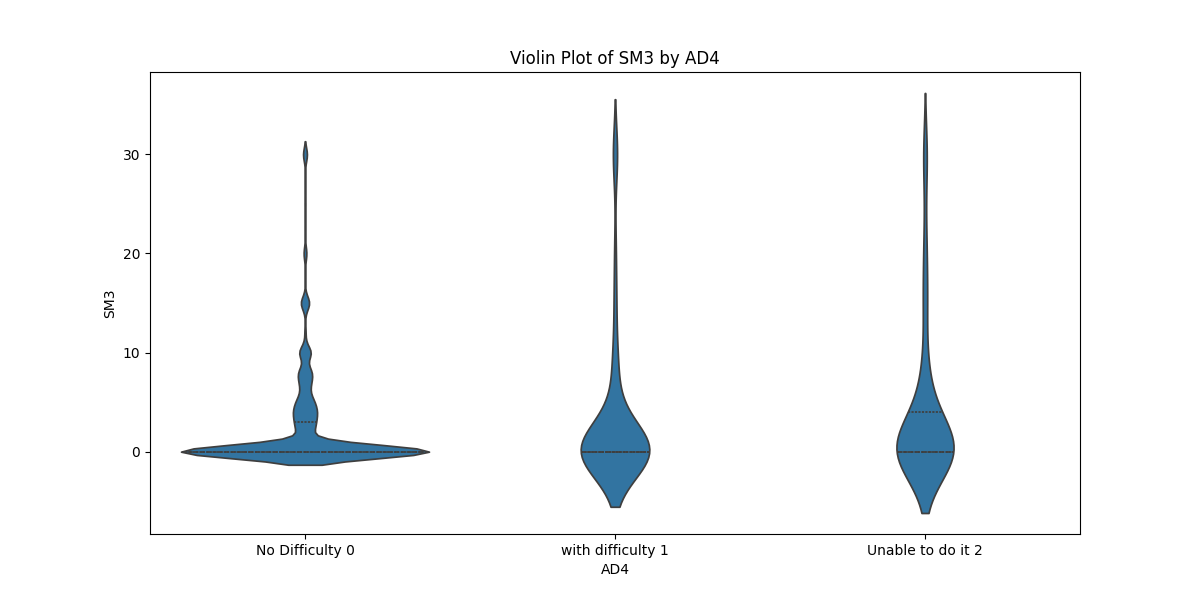 Violin Plot of SM3 by AD4
30
20
10
0
SM3
No Difficulty 0
with difficulty 1
Unable to do it 2
AD4